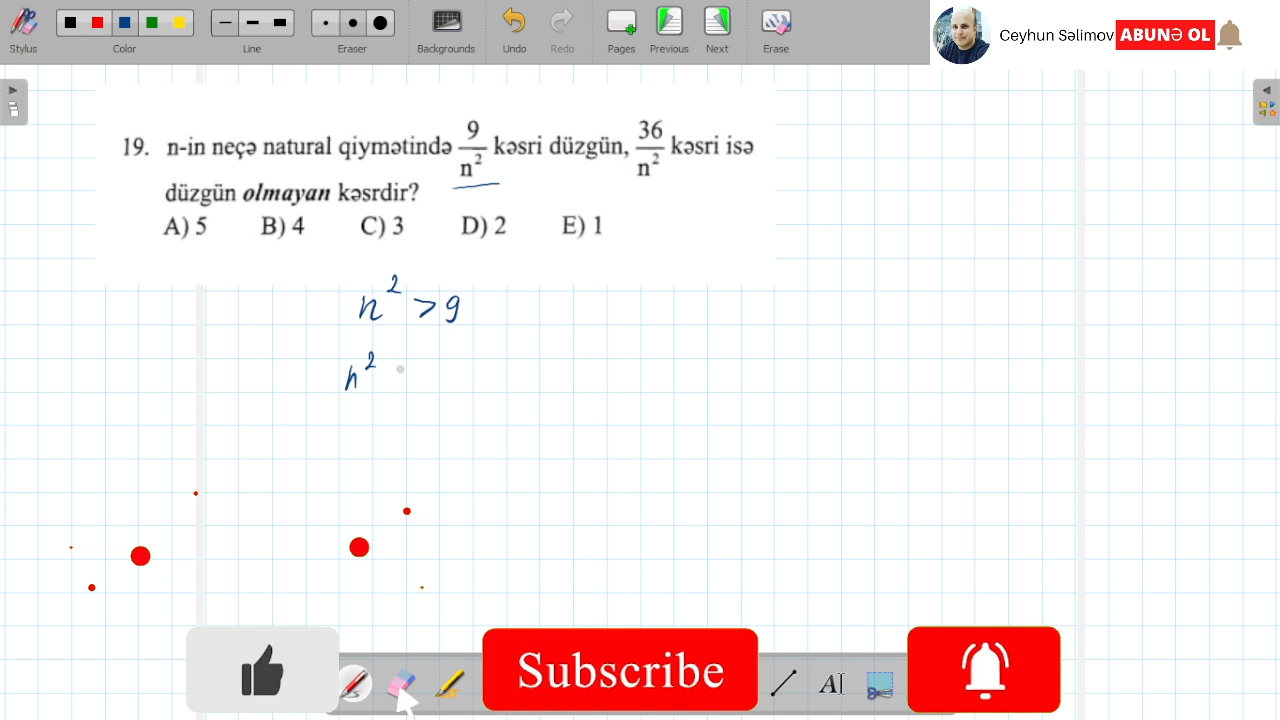 Stylus
Color
Line
Eraser
Backgrounds
Undo
Redo
Pages
Previous
Next
Erase
Ceyhun Səlimov
ABUNƏ OL
19. n-in neçə natural qiymətində 9/n² kəsri düzgün, 36/n² kəsri isə
düzgün olmayan kəsrdir?
A) 5 B) 4 C) 3 D) 2 E) 1
n² > 9
n²
Subscribe